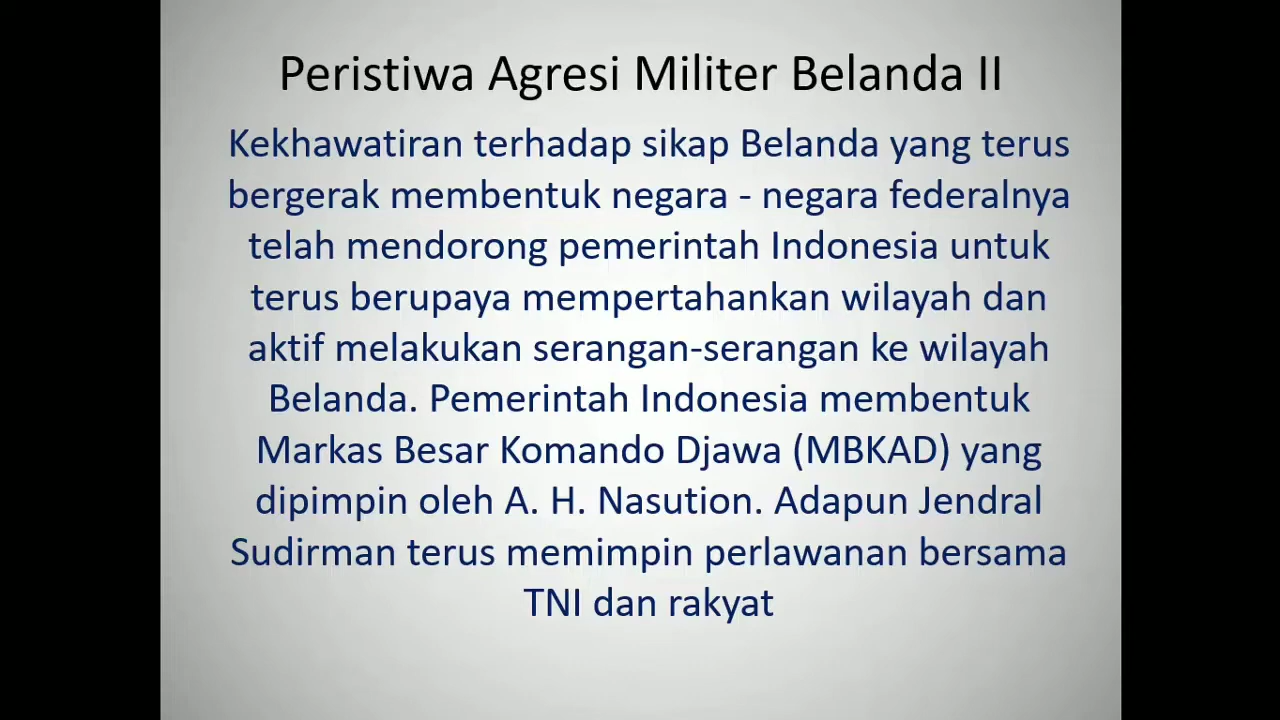 Peristiwa Agresi Militer Belanda II
Kekhawatiran terhadap sikap Belanda yang terus
bergerak membentuk negara - negara federalnya
telah mendorong pemerintah Indonesia untuk
terus berupaya mempertahankan wilayah dan
aktif melakukan serangan-serangan ke wilayah
Belanda. Pemerintah Indonesia membentuk
Markas Besar Komando Djawa (MBKAD) yang
dipimpin oleh A. H. Nasution. Adapun Jendral
Sudirman terus memimpin perlawanan bersama
TNI dan rakyat